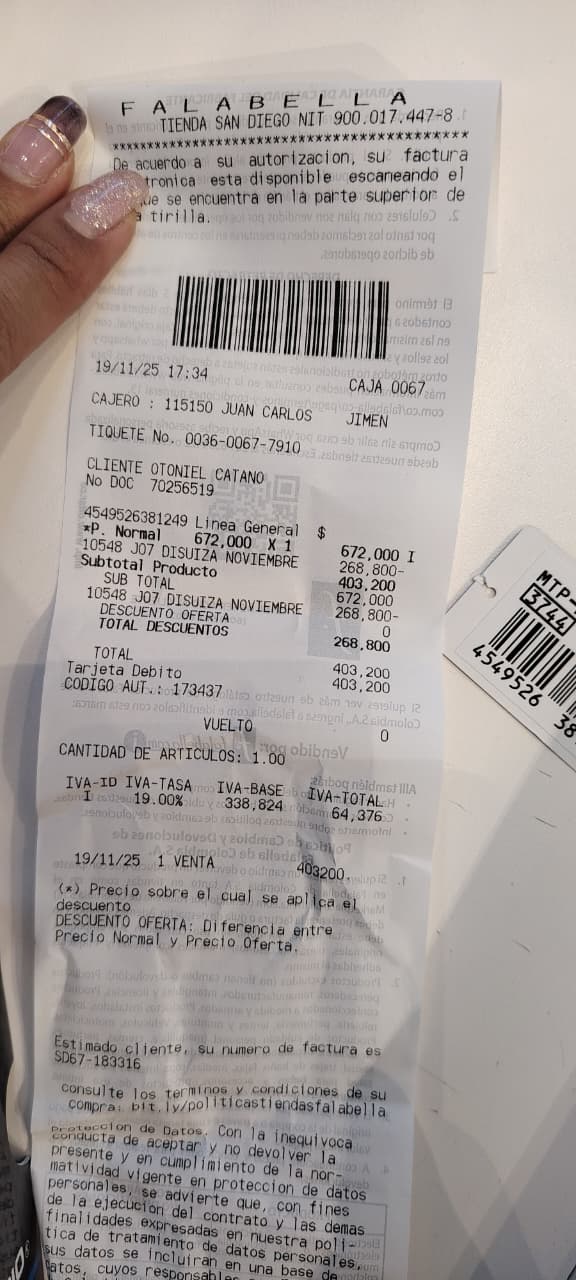 F A L A B E L L A
TIENDA SAN DIEGO NIT 900.017.447-8
*****************************************
De acuerdo a su autorizacion, su factura
tronica esta disponible escaneando el
ue se encuentra en la parte superior de
a tirilla.
19/11/25 17:34 CAJA 0067
CAJERO : 115150 JUAN CARLOS JIMEN
TIQUETE No. 0036-0067-7910
CLIENTE OTONIEL CATANO
No DOC 70256519
4549526381249 Linea General $
*P. Normal 672,000 X 1 672,000 I
10548 J07 DISUIZA NOVIEMBRE 268,800-
Subtotal Producto 403,200
SUB TOTAL 672,000
10548 J07 DISUIZA NOVIEMBRE 268,800-
DESCUENTO OFERTA 0
TOTAL DESCUENTOS 268,800
TOTAL 403,200
Tarjeta Debito 403,200
CODIGO AUT.: 173437
VUELTO 0
CANTIDAD DE ARTICULOS: 1.00
IVA-ID IVA-TASA IVA-BASE IVA-TOTAL
I 19.00% 338,824 64,376
19/11/25 1 VENTA 403200.
(*) Precio sobre el cual se aplica el
descuento
DESCUENTO OFERTA: Diferencia entre
Precio Normal y Precio Oferta.
Estimado cliente, su numero de factura es
SD67-183316
consulte los terminos y condiciones de su
compra: bit.ly/politicastiendasfalabella
Proteccion de Datos. Con la inequivoca
conducta de aceptar y no devolver la
presente y en cumplimiento de la nor-
matividad vigente en proteccion de datos
personales, se advierte que, con fines
de la ejecucion del contrato y las demas
finalidades expresadas en nuestra poli-
tica de tratamiento de datos personales,
sus datos se incluiran en una base de
atos, cuyos responsables
MTP-
3744
4549526 38